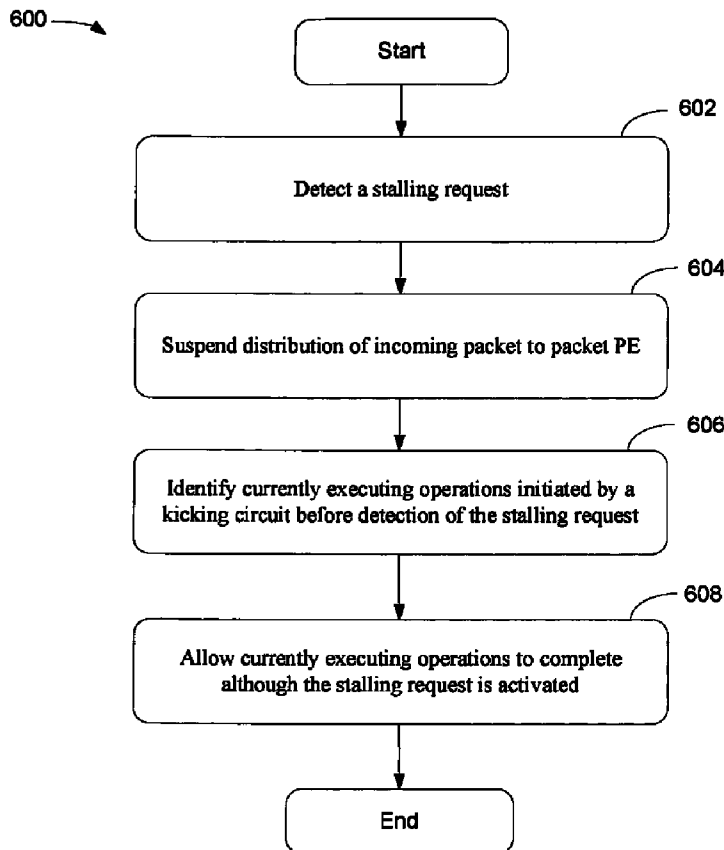 600
Start
602
Detect a stalling request
604
Suspend distribution of incoming packet to packet PE
606
Identify currently executing operations initiated by a
kicking circuit before detection of the stalling request
608
Allow currently executing operations to complete
although the stalling request is activated
End